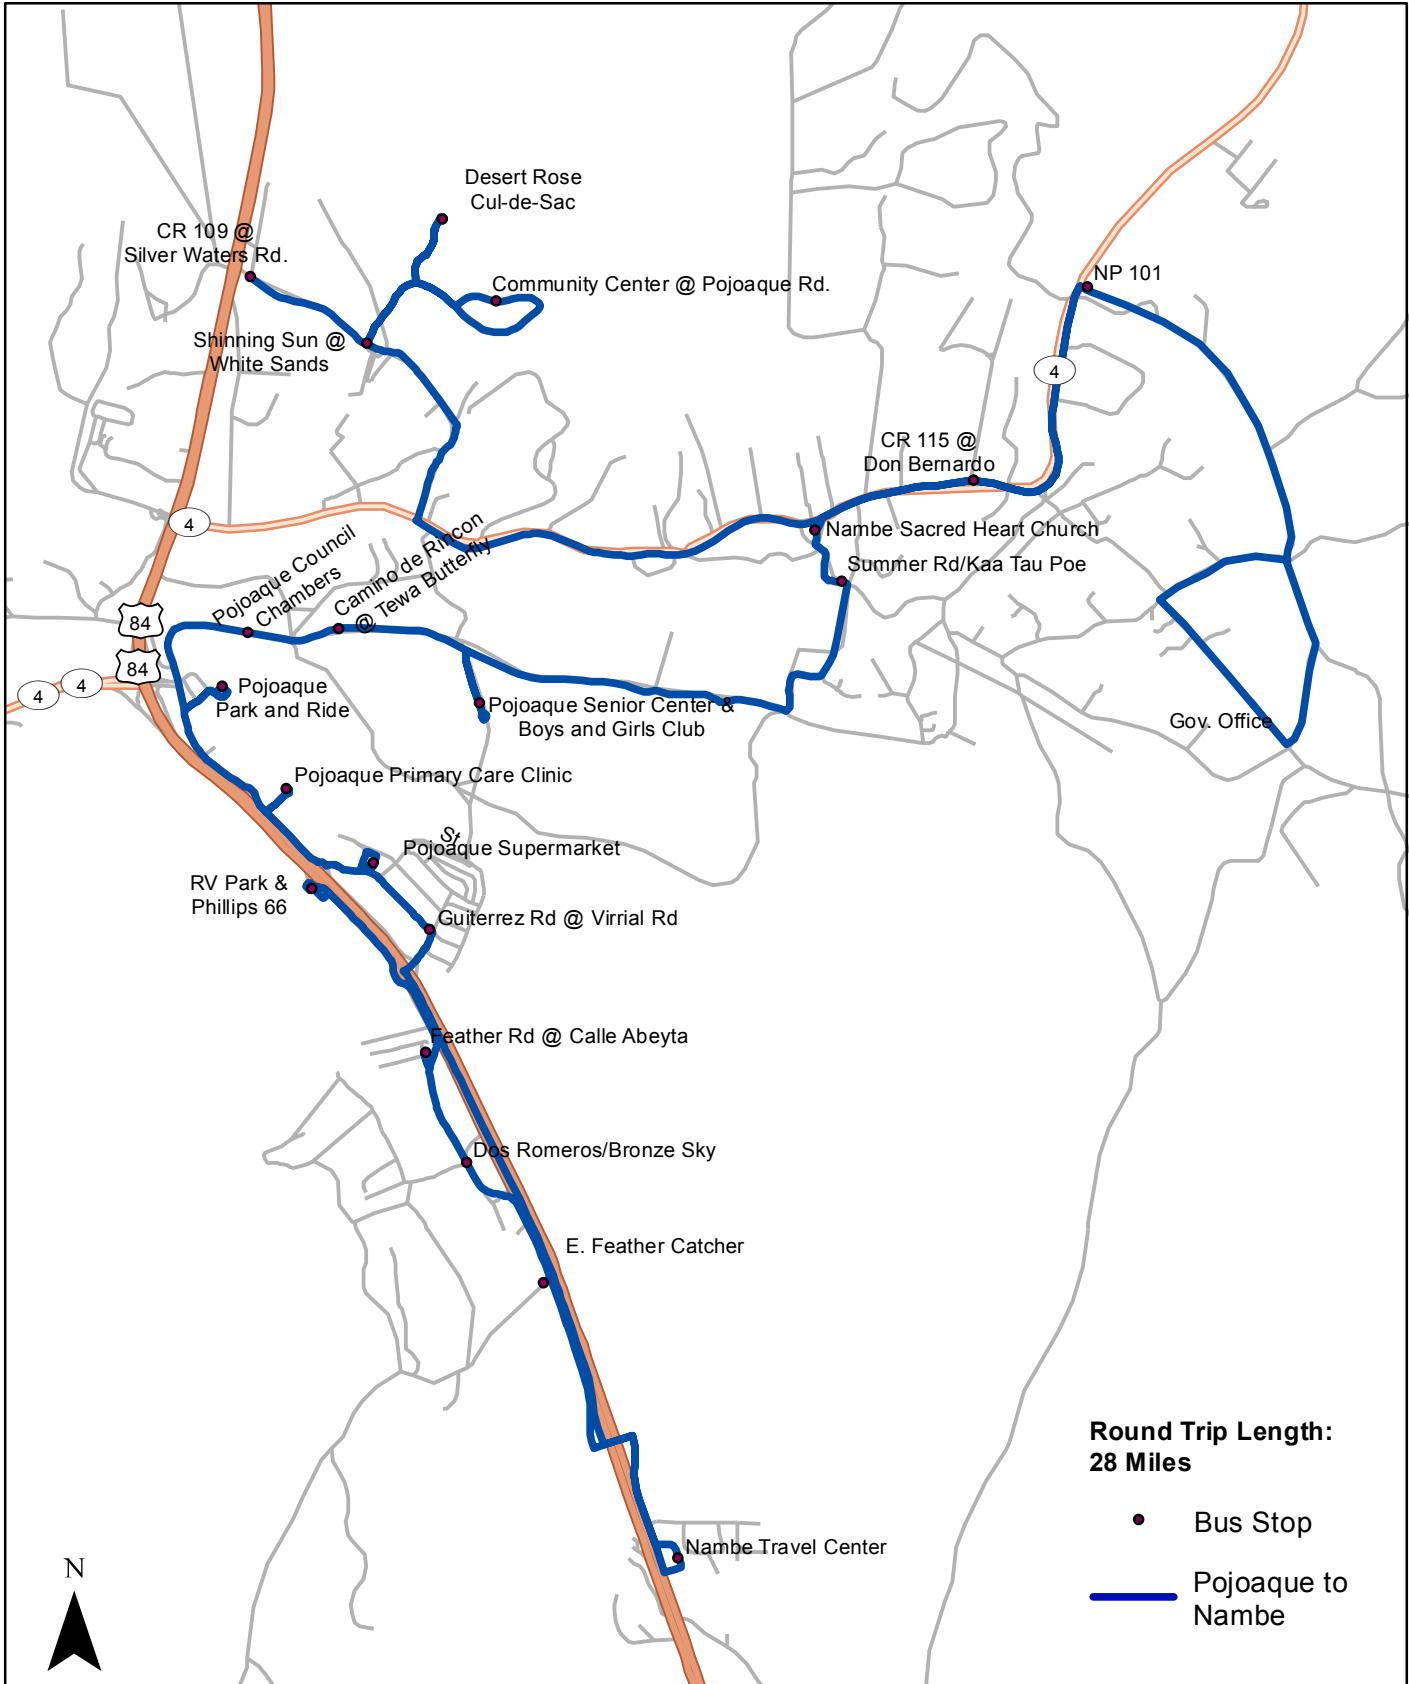 Desert Rose
Cul-de-Sac
CR 109 @
Silver Waters Rd.
Community Center @ Pojoaque Rd.
NP 101
Shinning Sun @
White Sands
4
CR 115 @
Don Bernardo
4
Nambe Sacred Heart Church
Summer Rd/Kaa Tau Poe
Pojoaque Council
Chambers
Camino de Rincon
@ Tewa Butterfly
84
84
4
4
Pojoaque
Park and Ride
Pojoaque Senior Center &
Boys and Girls Club
Gov. Office
Pojoaque Primary Care Clinic
St
Pojoaque Supermarket
RV Park &
Phillips 66
Guiterrez Rd @ Virrial Rd
Feather Rd @ Calle Abeyta
Dos Romeros/Bronze Sky
E. Feather Catcher
Nambe Travel Center
Round Trip Length:
28 Miles
Bus Stop
Pojoaque to
Nambe
N